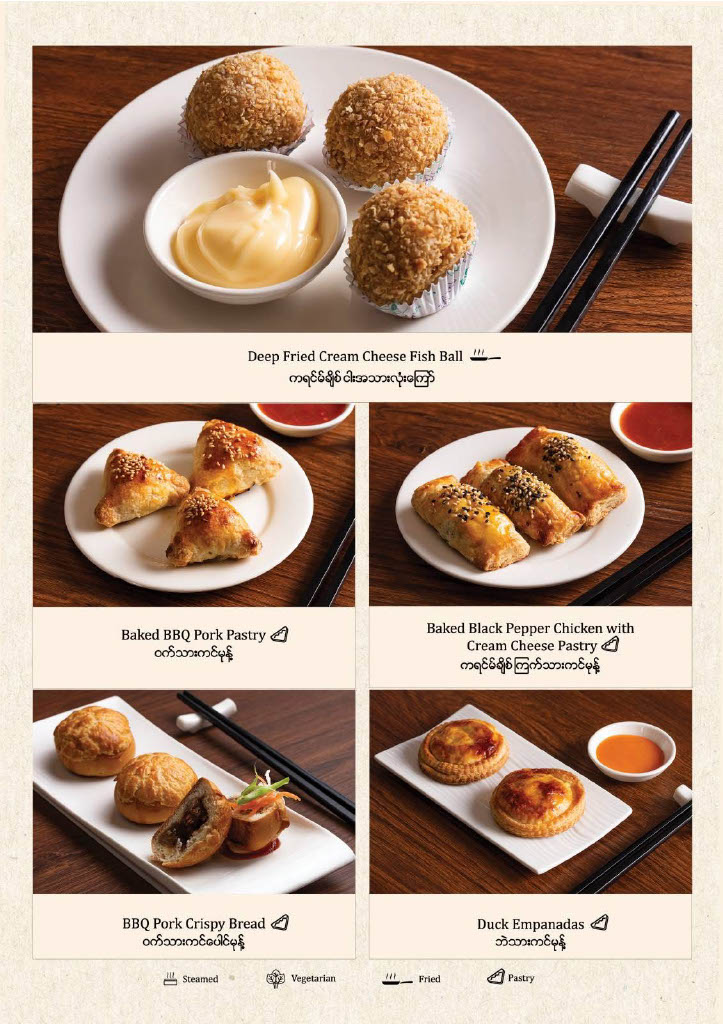 Deep Fried Cream Cheese Fish Ball
ကရင်မ်ချိစ် ငါးအသားလုံးကြော်
Baked BBQ Pork Pastry
ဝက်သားကင်မုန့်
Baked Black Pepper Chicken with
Cream Cheese Pastry
ကရင်မ်ချိစ်ကြက်သားကင်မုန့်
BBQ Pork Crispy Bread
ဝက်သားကင်ပေါင်မုန့်
Duck Empanadas
ဘဲသားကင်မုန့်
Steamed
Vegetarian
Fried
Pastry